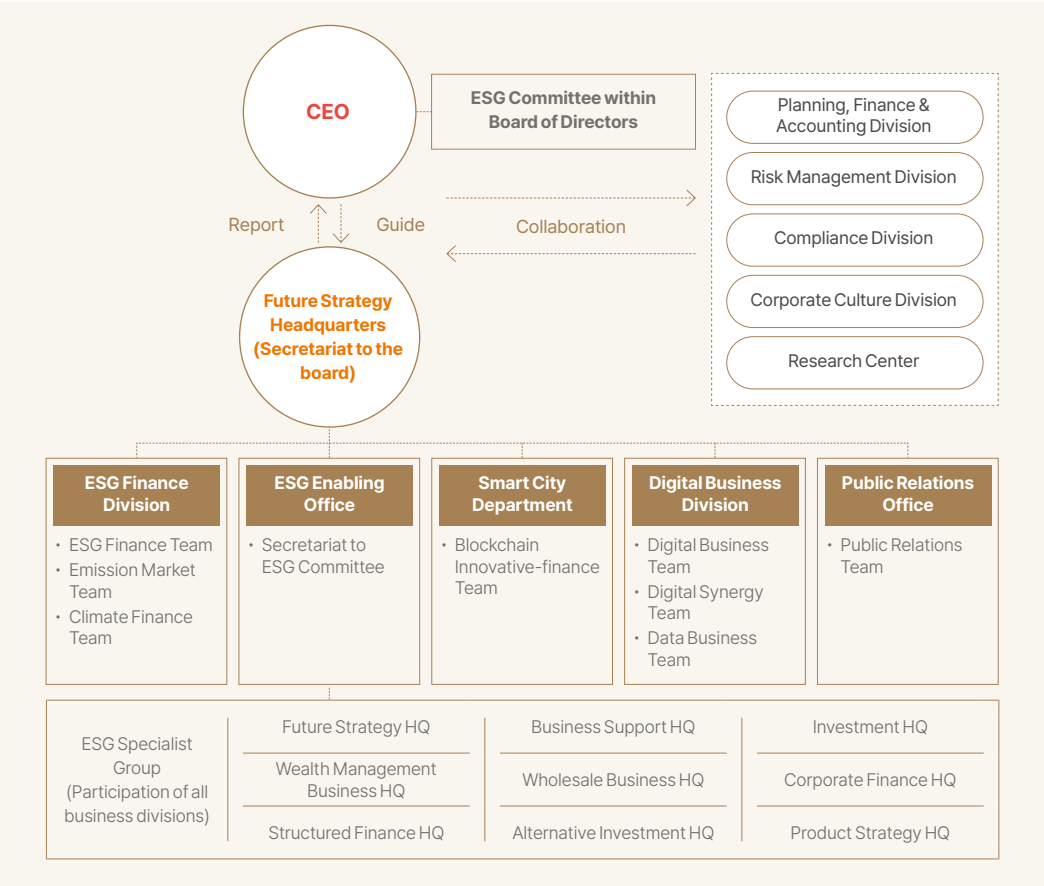 CEO
ESG Committee within
Board of Directors
Planning, Finance &
Accounting Division
Risk Management Division
Compliance Division
Corporate Culture Division
Research Center
Report
Guide
Collaboration
Future Strategy
Headquarters
(Secretariat to the
board)
ESG Finance
Division
• ESG Finance Team
• Emission Market
Team
• Climate Finance
Team
ESG Enabling
Office
• Secretariat to
ESG Committee
Smart City
Department
• Blockchain
Innovative-finance
Team
Digital Business
Division
• Digital Business
Team
• Digital Synergy
Team
• Data Business
Team
Public Relations
Office
• Public Relations
Team
ESG Specialist
Group
(Participation of all
business divisions)
Future Strategy HQ
Wealth Management
Business HQ
Structured Finance HQ
Business Support HQ
Wholesale Business HQ
Alternative Investment HQ
Investment HQ
Corporate Finance HQ
Product Strategy HQ